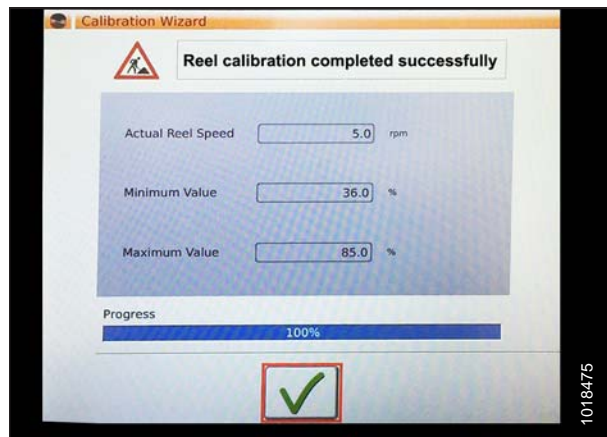 Calibration Wizard
Reel calibration completed successfully
Actual Reel Speed 5.0 rpm
Minimum Value 36.0 %
Maximum Value 85.0 %
Progress
100%
1018475